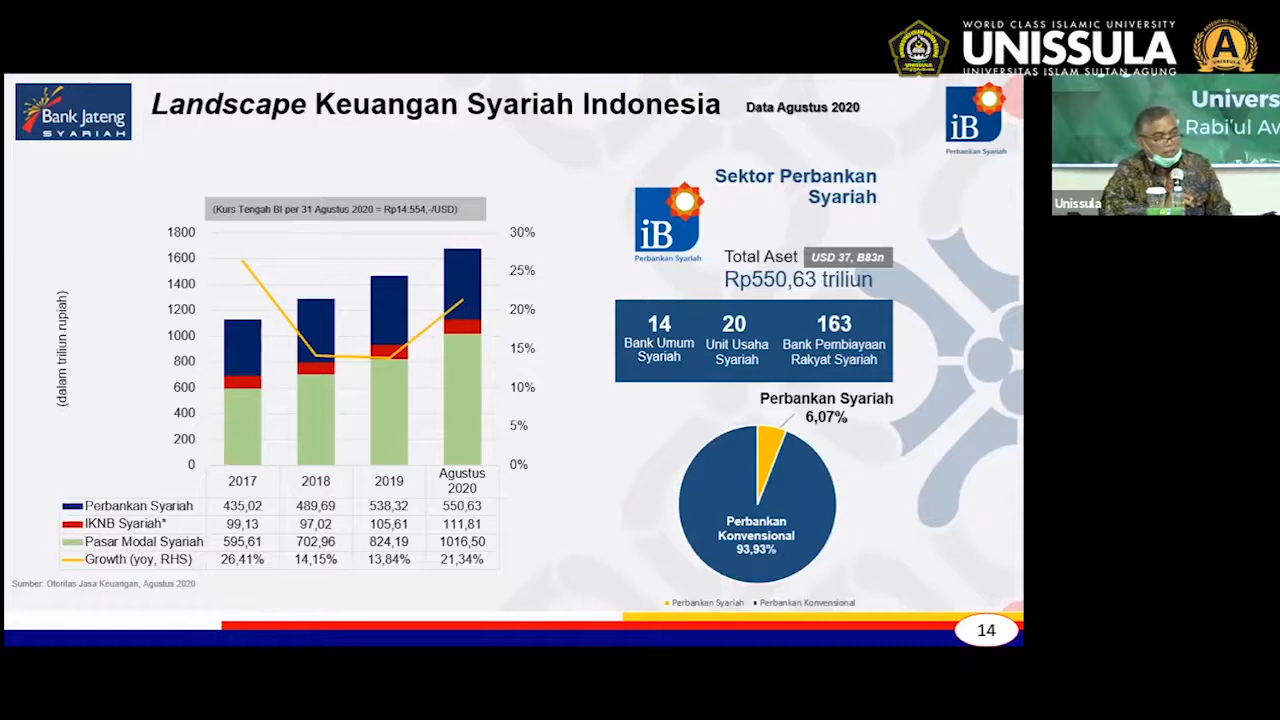 WORLD CLASS ISLAMIC UNIVERSITY
UNISSULA
UNIVERSITAS ISLAM SULTAN AGUNG
A
UNISSULA
Bank Jateng
SYARIAH
Landscape Keuangan Syariah Indonesia
Data Agustus 2020
iB
Perbankan Syariah
Univers
Rabi'ul Aw
Unissula
(Kurs Tengah BI per 31 Agustus 2020 = Rp14.554,-/USD)
(dalam triliun rupiah)
1800
1600
1400
1200
1000
800
600
400
200
0
30%
25%
20%
15%
10%
5%
0%
2017 2018 2019 Agustus 2020
Perbankan Syariah 435,02 489,69 538,32 550,63
IKNB Syariah* 99,13 97,02 105,61 111,81
Pasar Modal Syariah 595,61 702,96 824,19 1016,50
Growth (yoy, RHS) 26,41% 14,15% 13,84% 21,34%
Sumber: Otoritas Jasa Keuangan, Agustus 2020
iB
Perbankan Syariah
Sektor Perbankan
Syariah
Total Aset USD 37, B83n
Rp550,63 triliun
14
Bank Umum
Syariah
20
Unit Usaha
Syariah
163
Bank Pembiayaan
Rakyat Syariah
Perbankan Syariah
6,07%
Perbankan
Konvensional
93,93%
Perbankan Syariah Perbankan Konvensional
14